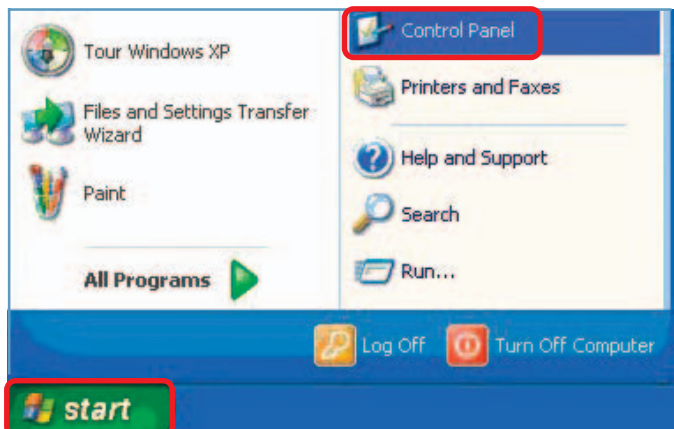 Tour Windows XP
Files and Settings Transfer
Wizard
Paint
All Programs
Control Panel
Printers and Faxes
Help and Support
Search
Run...
Log Off
Turn Off Computer
start